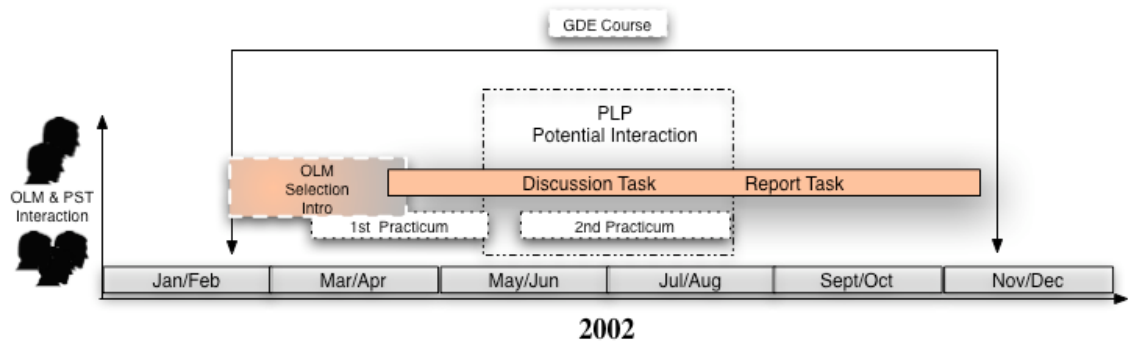 GDE Course
PLP
Potential Interaction
OLM
Selection
Intro
Discussion Task
Report Task
OLM & PST
Interaction
1st Practicum
2nd Practicum
Jan/Feb
Mar/Apr
May/Jun
Jul/Aug
Sept/Oct
Nov/Dec
2002